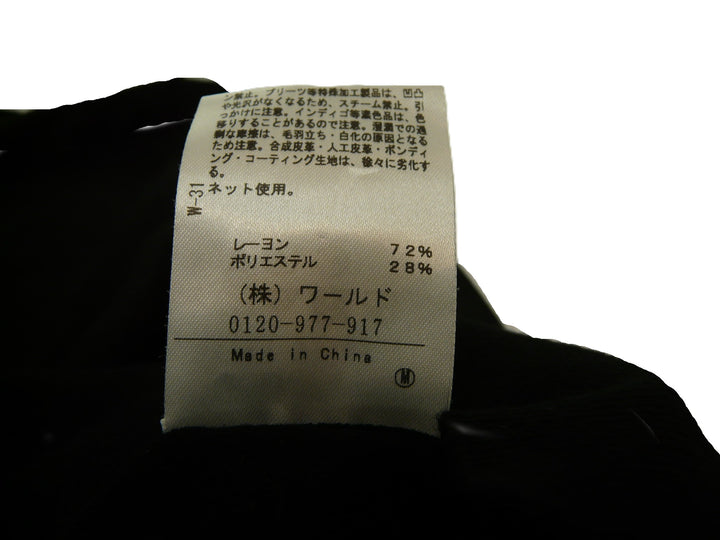 ン禁止。プリーツ等特殊加工製品は、凹凸
や光沢がなくなるため、スチーム禁止。引
っかけに注意。インディゴ等濃色品は、色
移りすることがあるので注意。湿潤での過
剰な摩擦は、毛羽立ち・白化の原因となる
ため注意。合成皮革・人工皮革・ボンディ
ング・コーティング生地は、徐々に劣化す
る。
ネット使用。
W-31
レーヨン 72%
ポリエステル 28%
(株)ワールド
0120-977-917
Made in China
M